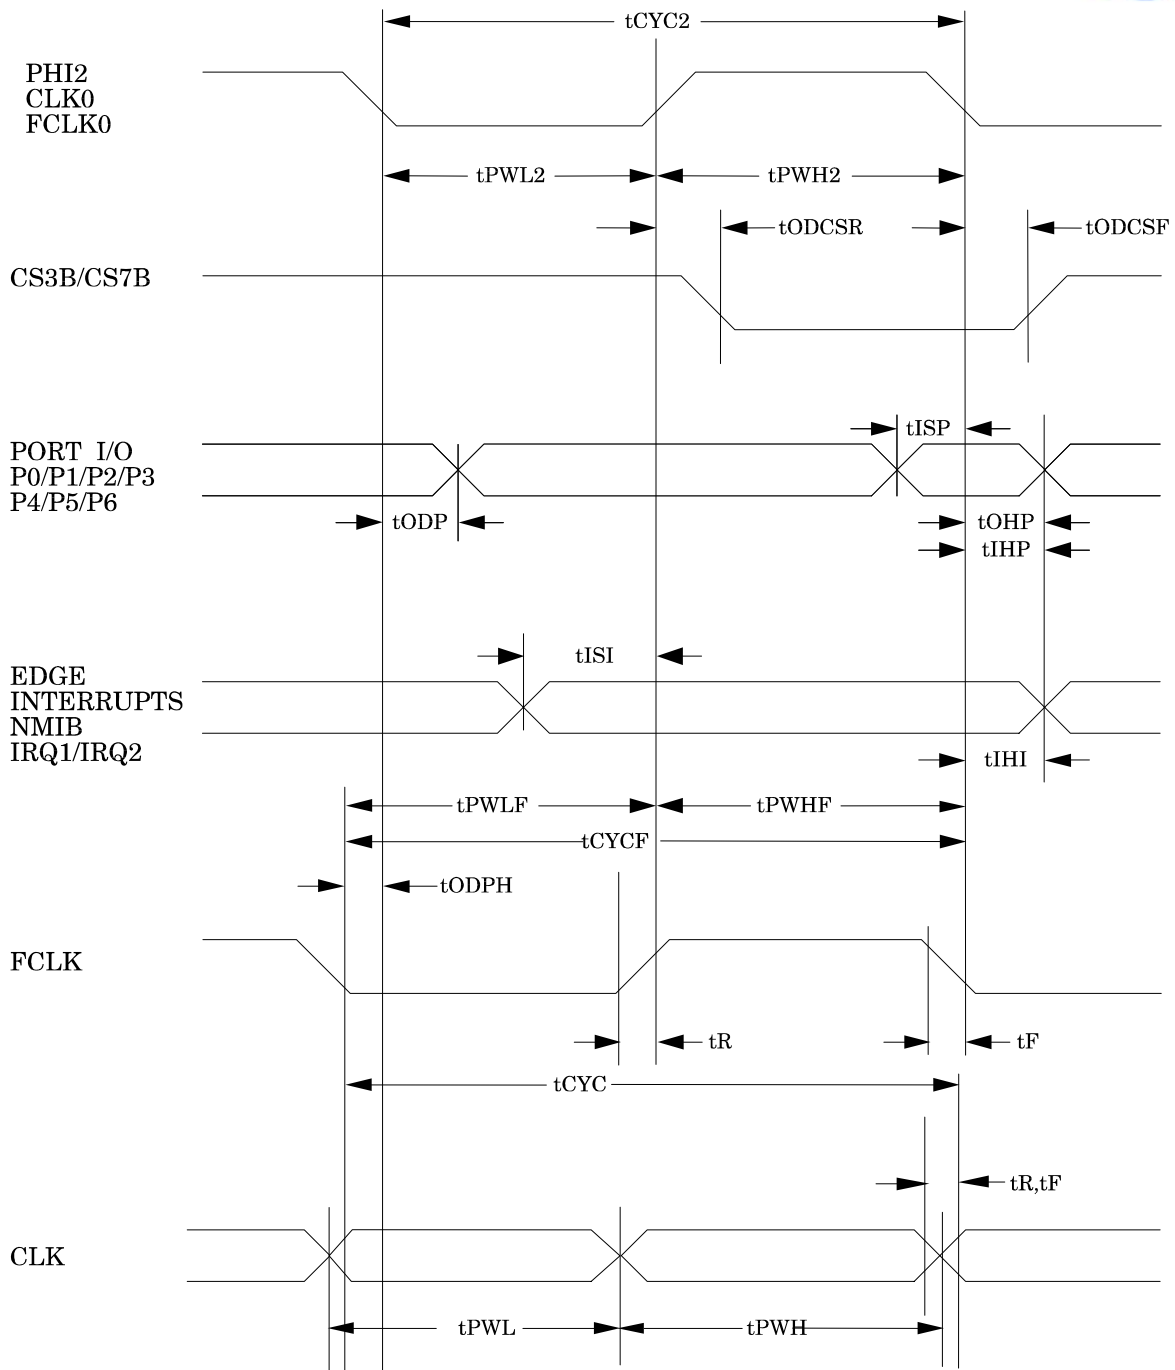 tCYC2
PHI2
CLK0
FCLK0
tPWL2
tPWH2
tODCSR
tODCSF
CS3B/CS7B
tISP
PORT I/O
P0/P1/P2/P3
P4/P5/P6
tODP
tOHP
tIHP
tISI
EDGE
INTERRUPTS
NMIB
IRQ1/IRQ2
tIHI
tPWLF
tPWHF
tCYCF
tODPH
FCLK
tR
tF
tCYC
tR,tF
CLK
tPWL
tPWH